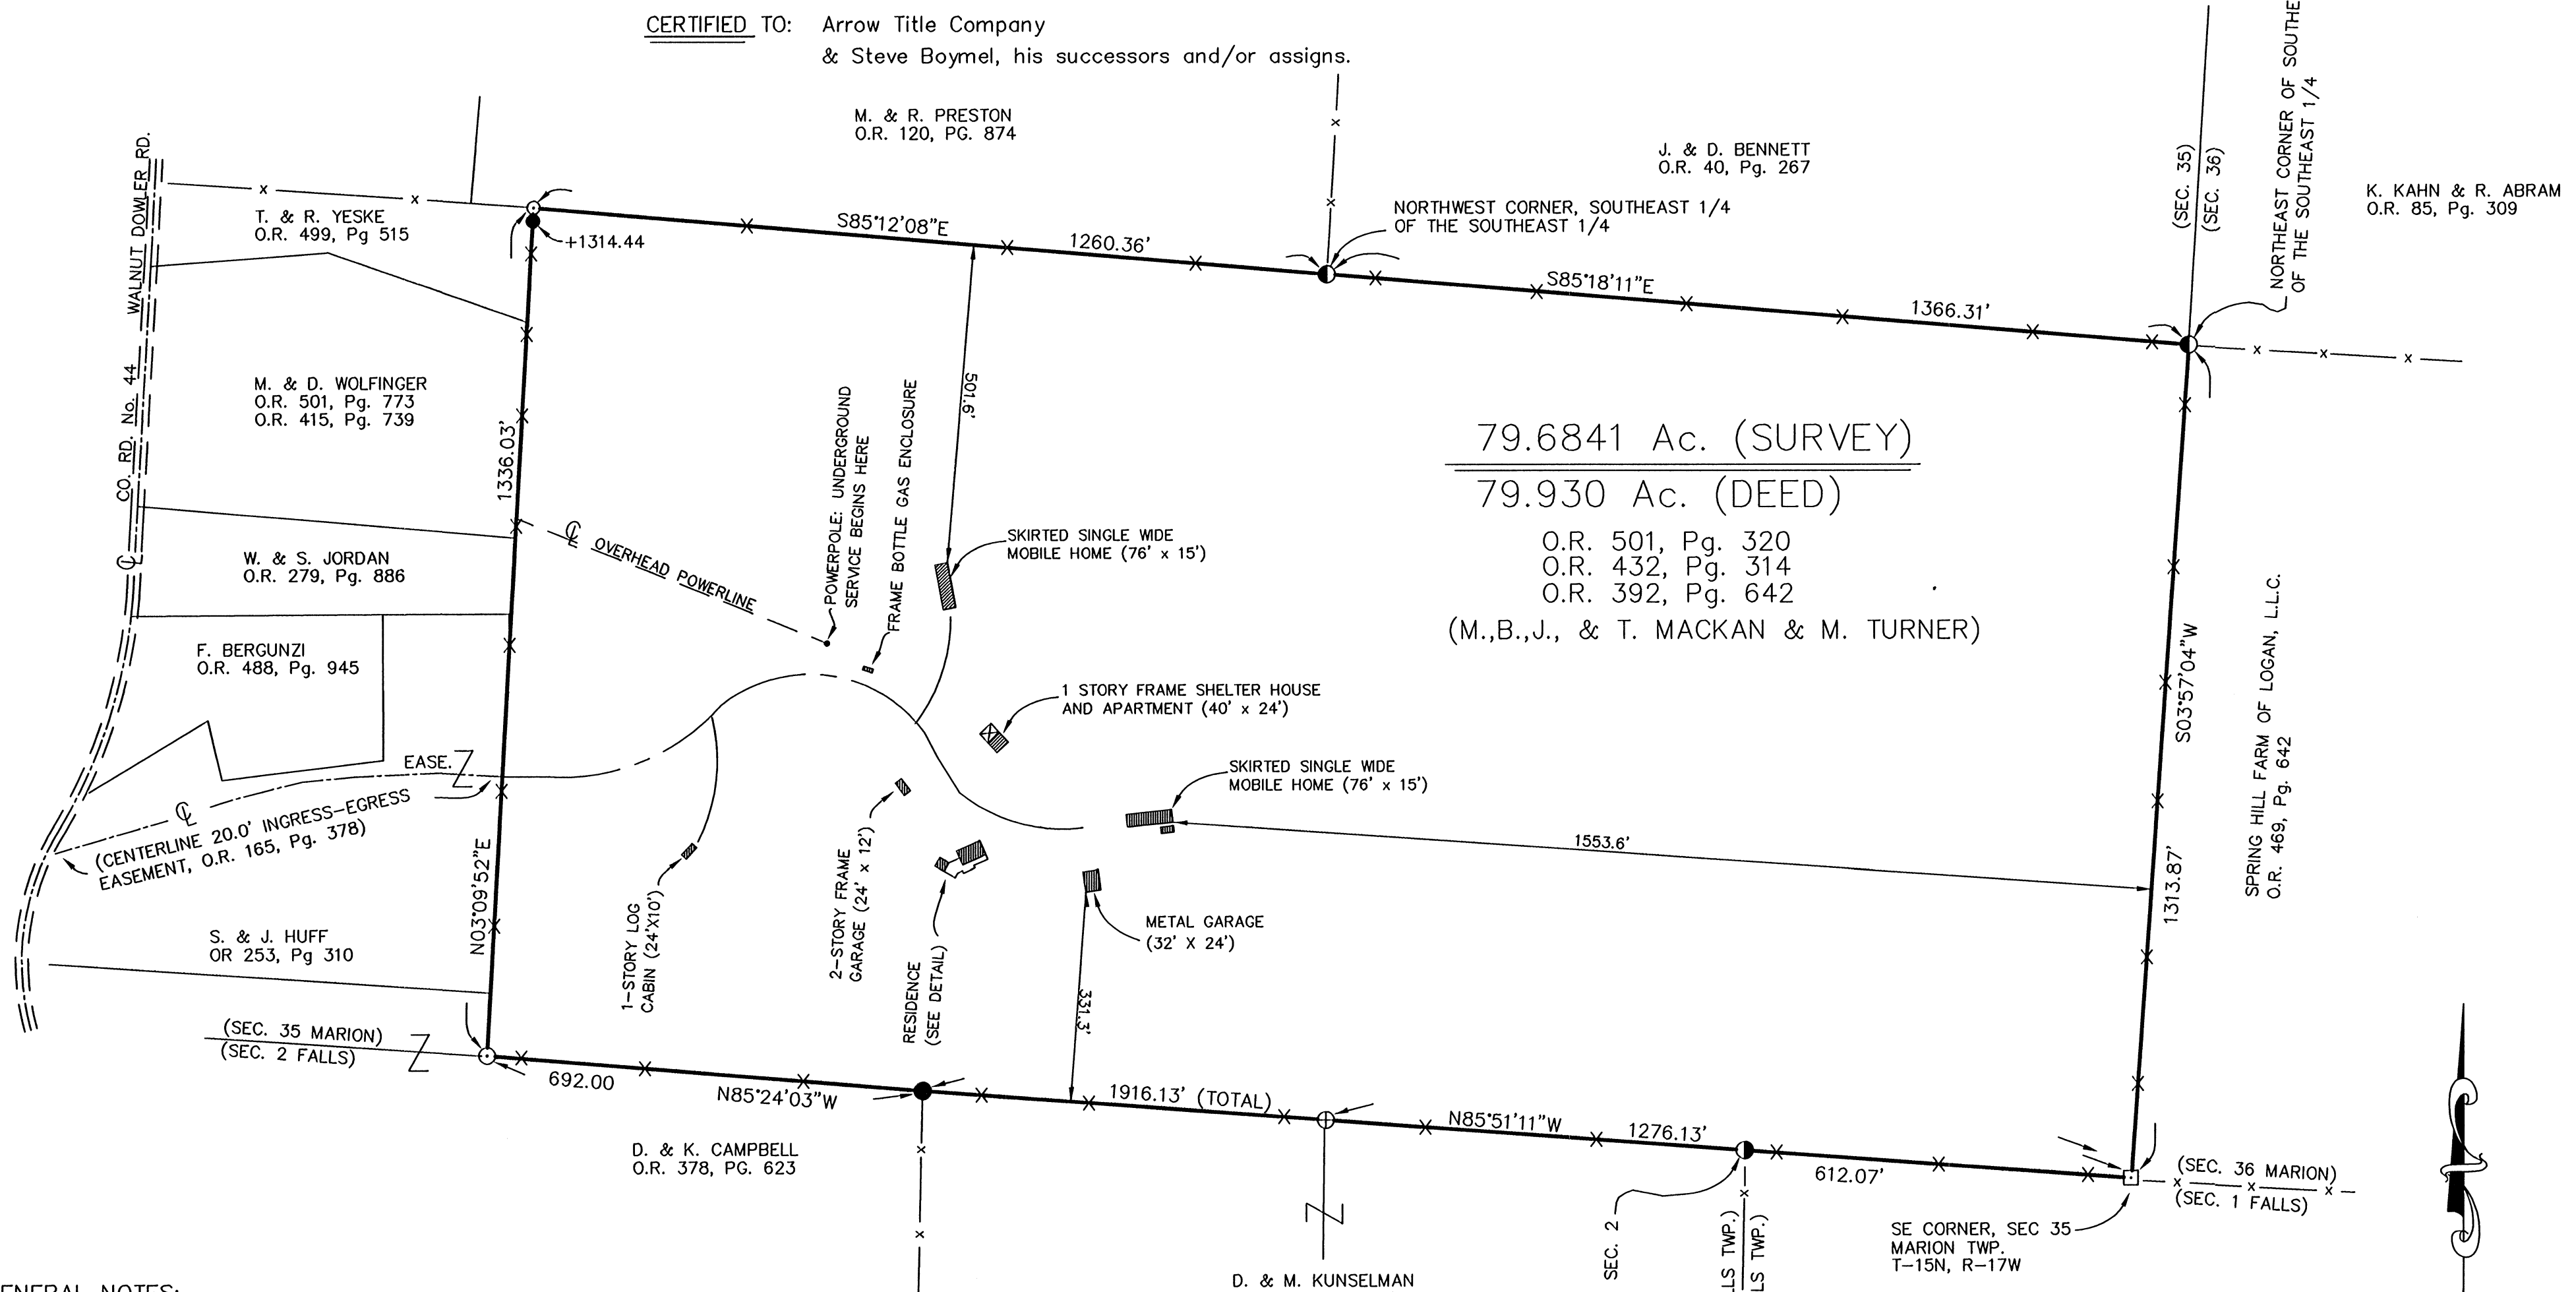 CERTIFIED TO: Arrow Title Company
& Steve Boymel, his successors and/or assigns.
M. & R. PRESTON
O.R. 120, PG. 874
J. & D. BENNETT
O.R. 40, Pg. 267
NORTHWEST CORNER, SOUTHEAST 1/4
OF THE SOUTHEAST 1/4
(SEC. 35)
(SEC. 36)
NORTHEAST CORNER OF SOUTHE
OF THE SOUTHEAST 1/4
K. KAHN & R. ABRAM
O.R. 85, Pg. 309
CO. RD. No. 44 WALNUT DOWLER RD.
T. & R. YESKE
O.R. 499, Pg 515
+1314.44
S85°12'08"E
1260.36'
S85°18'11"E
1366.31'
M. & D. WOLFINGER
O.R. 501, Pg. 773
O.R. 415, Pg. 739
1336.03'
501.6'
POWERPOLE: UNDERGROUND
SERVICE BEGINS HERE
FRAME BOTTLE GAS ENCLOSURE
79.6841 Ac. (SURVEY)
79.930 Ac. (DEED)
O.R. 501, Pg. 320
O.R. 432, Pg. 314
O.R. 392, Pg. 642
(M.,B.,J., & T. MACKAN & M. TURNER)
CL
CL OVERHEAD POWERLINE
SKIRTED SINGLE WIDE
MOBILE HOME (76' x 15')
W. & S. JORDAN
O.R. 279, Pg. 886
F. BERGUNZI
O.R. 488, Pg. 945
1 STORY FRAME SHELTER HOUSE
AND APARTMENT (40' x 24')
S03°57'04"W
1313.87'
SPRING HILL FARM OF LOGAN, L.L.C.
O.R. 469, Pg. 642
EASE.
CL
(CENTERLINE 20.0' INGRESS-EGRESS
EASEMENT, O.R. 165, Pg. 378)
SKIRTED SINGLE WIDE
MOBILE HOME (76' x 15')
1553.6'
N03°09'52"E
1-STORY LOG
CABIN (24'X10')
2-STORY FRAME
GARAGE (24' x 12')
RESIDENCE
(SEE DETAIL)
METAL GARAGE
(32' X 24')
331.3'
S. & J. HUFF
OR 253, Pg 310
(SEC. 35 MARION)
(SEC. 2 FALLS)
692.00
N85°24'03"W
1916.13' (TOTAL)
N85°51'11"W
1276.13'
612.07'
D. & K. CAMPBELL
O.R. 378, PG. 623
(SEC. 36 MARION)
(SEC. 1 FALLS)
SE CORNER, SEC 35
MARION TWP.
T-15N, R-17W
SEC. 2
LLS TWP.)
LLS TWP.)
D. & M. KUNSELMAN
ENERAL NOTES: